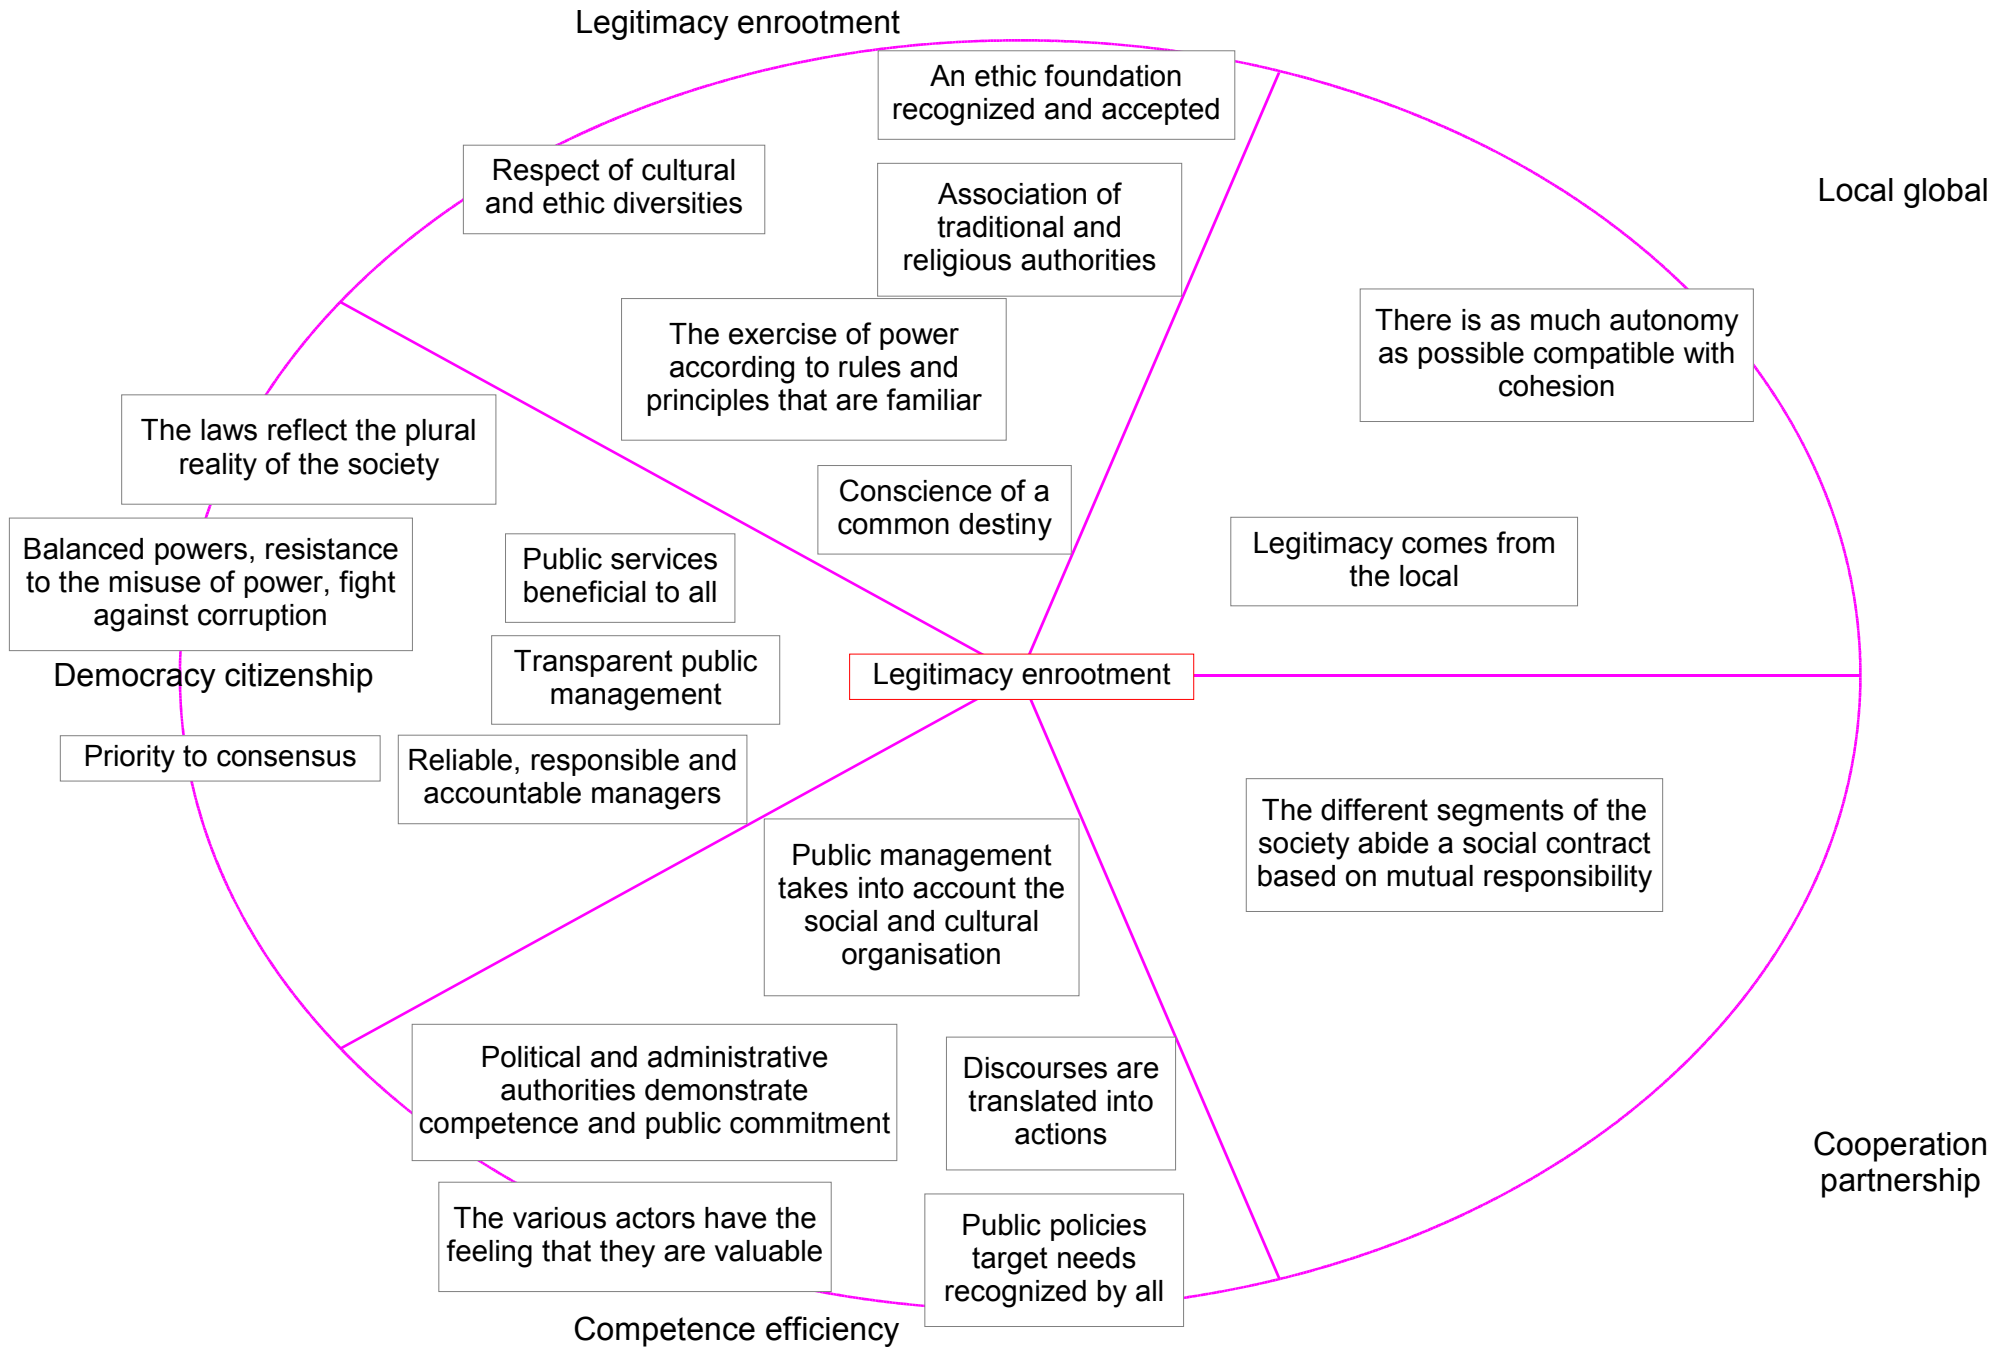 Legitimacy enrootment
An ethic foundation
recognized and accepted
Respect of cultural
and ethic diversities
Association of
traditional and
religious authorities
Local global
The exercise of power
according to rules and
principles that are familiar
There is as much autonomy
as possible compatible with
cohesion
The laws reflect the plural
reality of the society
Conscience of a
common destiny
Balanced powers, resistance
to the misuse of power, fight
against corruption
Public services
beneficial to all
Legitimacy comes from
the local
Democracy citizenship
Transparent public
management
Legitimacy enrootment
Priority to consensus
Reliable, responsible and
accountable managers
The different segments of the
society abide a social contract
based on mutual responsibility
Public management
takes into account the
social and cultural
organisation
Political and administrative
authorities demonstrate
competence and public commitment
Discourses are
translated into
actions
Cooperation
partnership
The various actors have the
feeling that they are valuable
Public policies
target needs
recognized by all
Competence efficiency